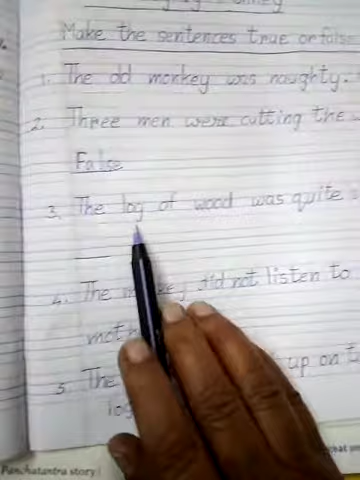 Make the sentences true or false
1. The old monkey was naughty.
2. Three men were cutting the
False
3. The log of wood was quite
4. The did not listen to
5. The up on
Panchatantra story